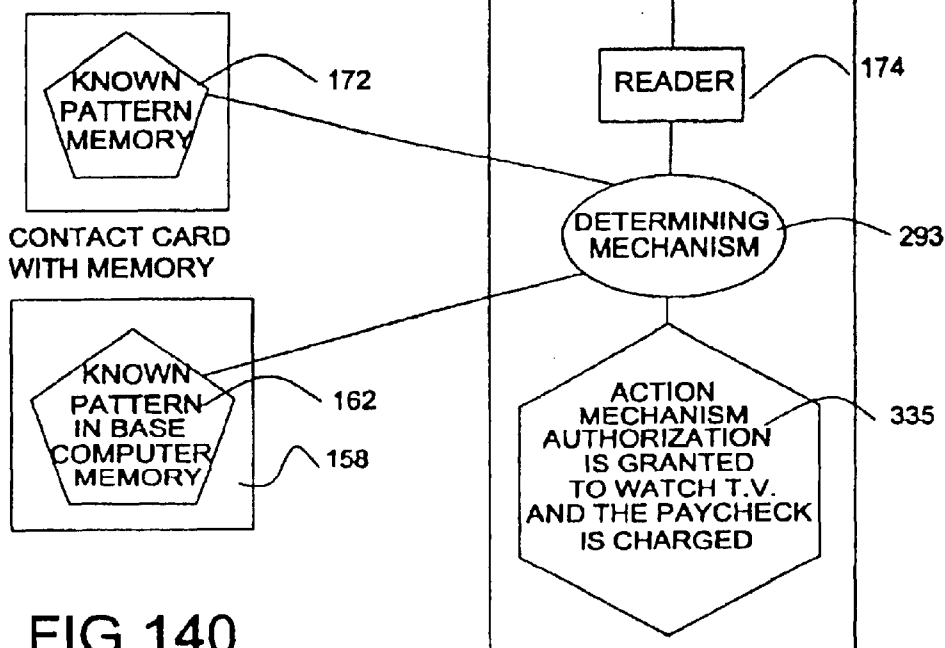 KNOWN
PATTERN
MEMORY
172
CONTACT CARD
WITH MEMORY
KNOWN
PATTERN
IN BASE
COMPUTER
MEMORY
162
158
READER
174
DETERMINING
MECHANISM
293
ACTION
MECHANISM
AUTHORIZATION
IS GRANTED
TO WATCH T.V.
AND THE PAYCHECK
IS CHARGED
335
FIG 140